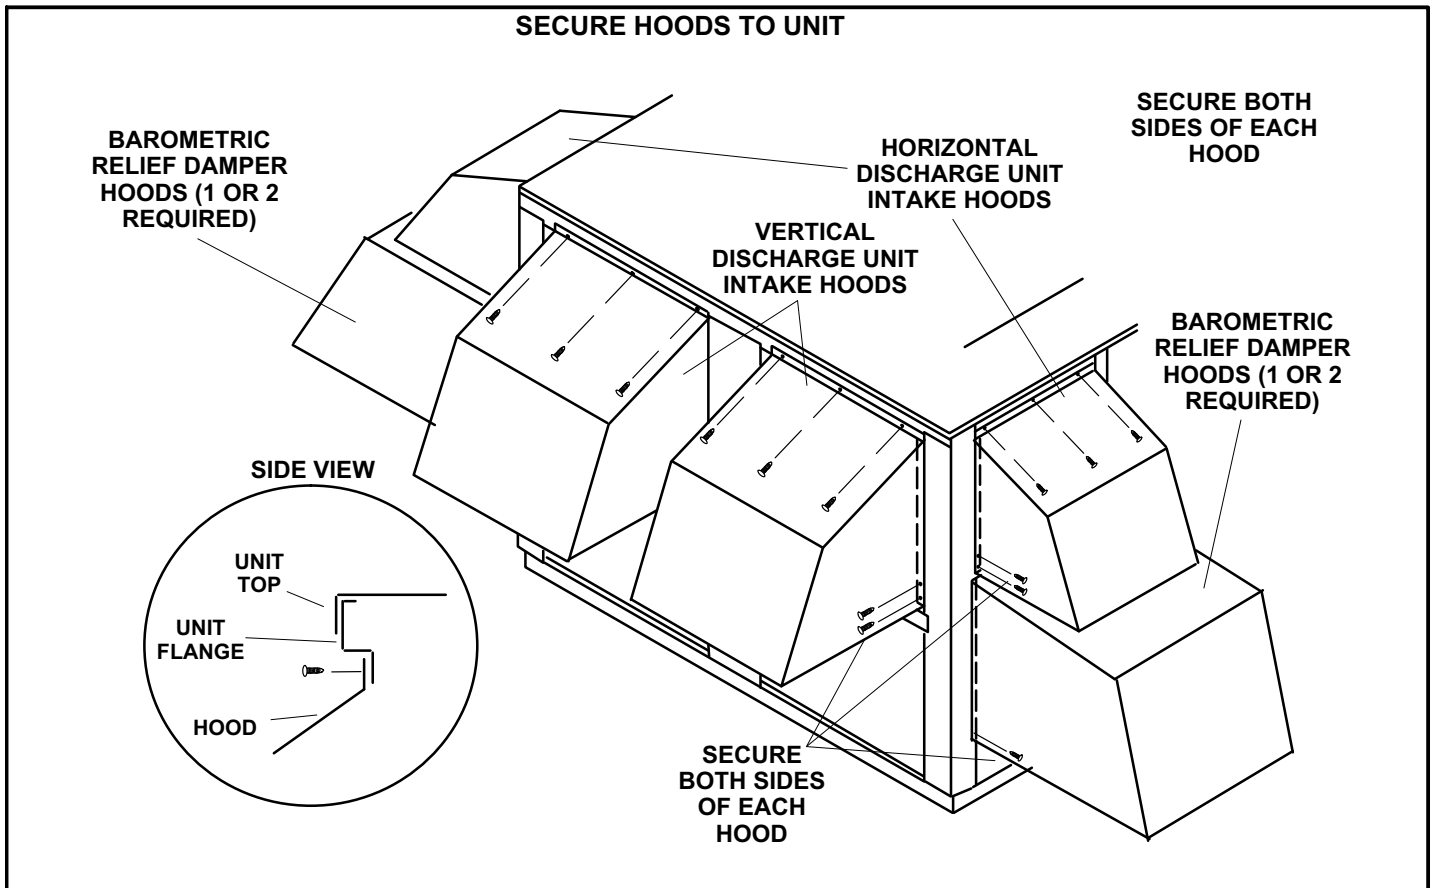 SECURE HOODS TO UNIT
SECURE BOTH
SIDES OF EACH
HOOD
BAROMETRIC
RELIEF DAMPER
HOODS (1 OR 2
REQUIRED)
HORIZONTAL
DISCHARGE UNIT
INTAKE HOODS
VERTICAL
DISCHARGE UNIT
INTAKE HOODS
BAROMETRIC
RELIEF DAMPER
HOODS (1 OR 2
REQUIRED)
SIDE VIEW
UNIT
TOP
UNIT
FLANGE
HOOD
SECURE
BOTH SIDES
OF EACH
HOOD